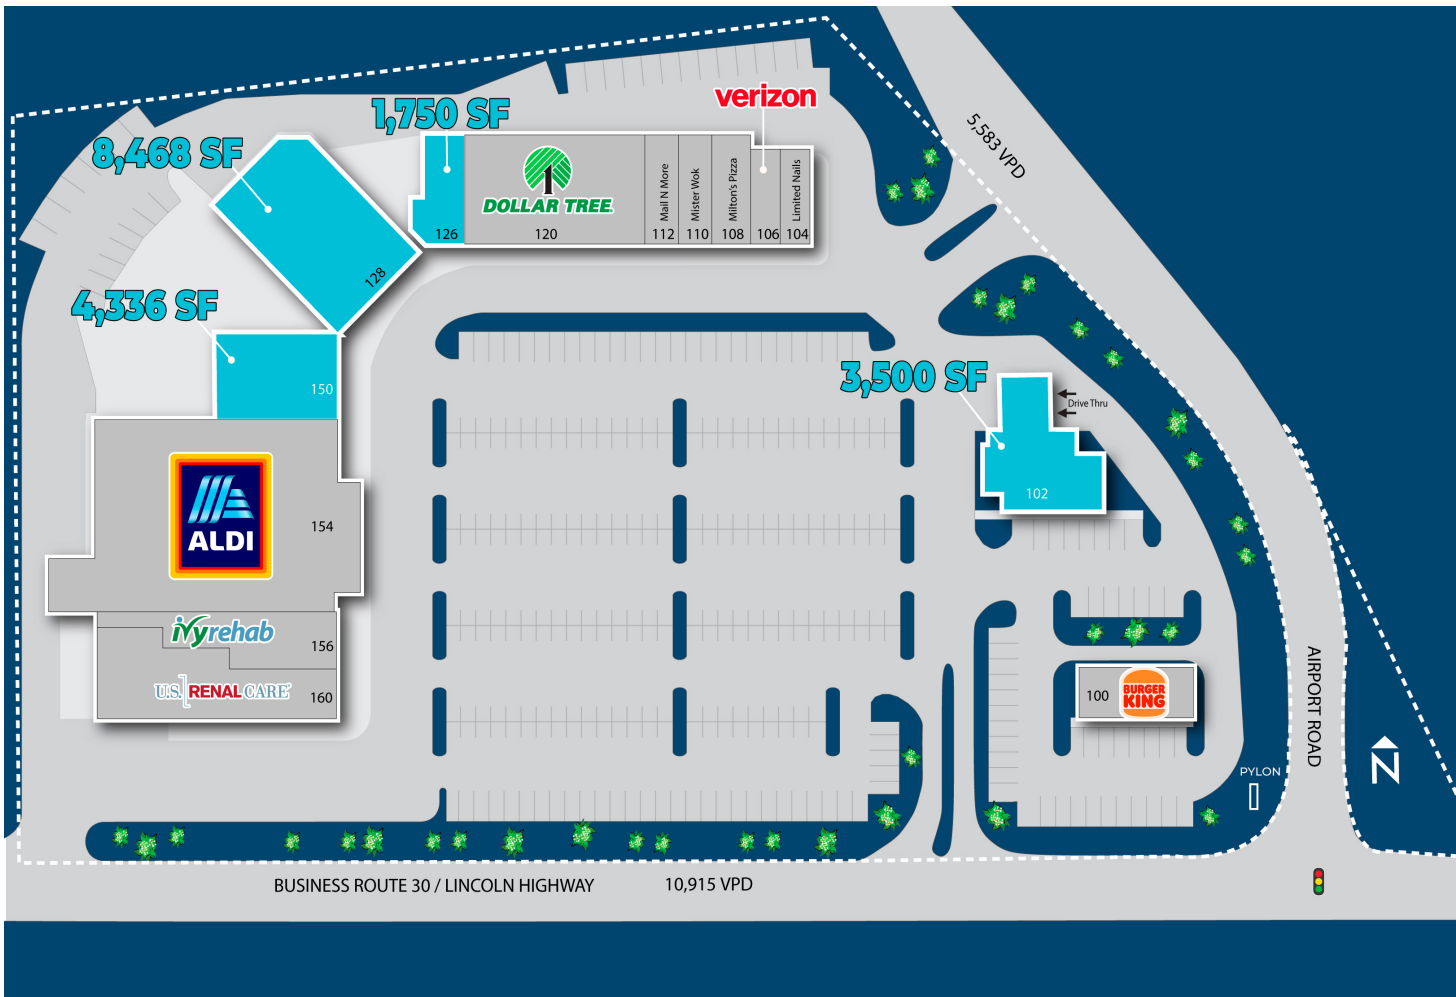 verizon
1,750 SF
5,583 VPD
8,468 SF
DOLLAR TREE
Mail N More
Mister Wok
Milton's Pizza
Limited Nails
126
120
112
110
108
106
104
128
4,336 SF
150
3,500 SF
Drive Thru
102
ALDI
154
ivyrehab
156
U.S. RENAL CARE
160
100
BURGER
KING
AIRPORT ROAD
N
PYLON
BUSINESS ROUTE 30 / LINCOLN HIGHWAY
10,915 VPD